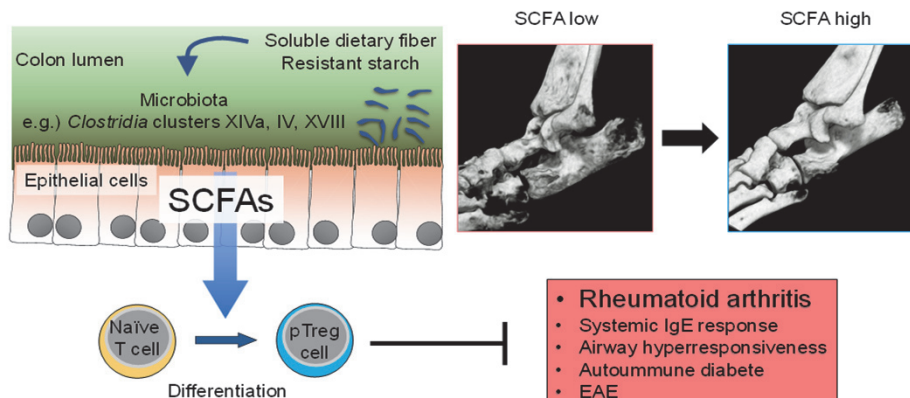 Colon lumen
Soluble dietary fiber
Resistant starch
Microbiota
e.g.) Clostridia clusters XIVa, IV, XVIII
Epithelial cells
SCFAs
Naïve
T cell
pTreg
cell
Differentiation
SCFA low
SCFA high
• Rheumatoid arthritis
• Systemic IgE response
• Airway hyperresponsiveness
• Autoummune diabete
• EAE